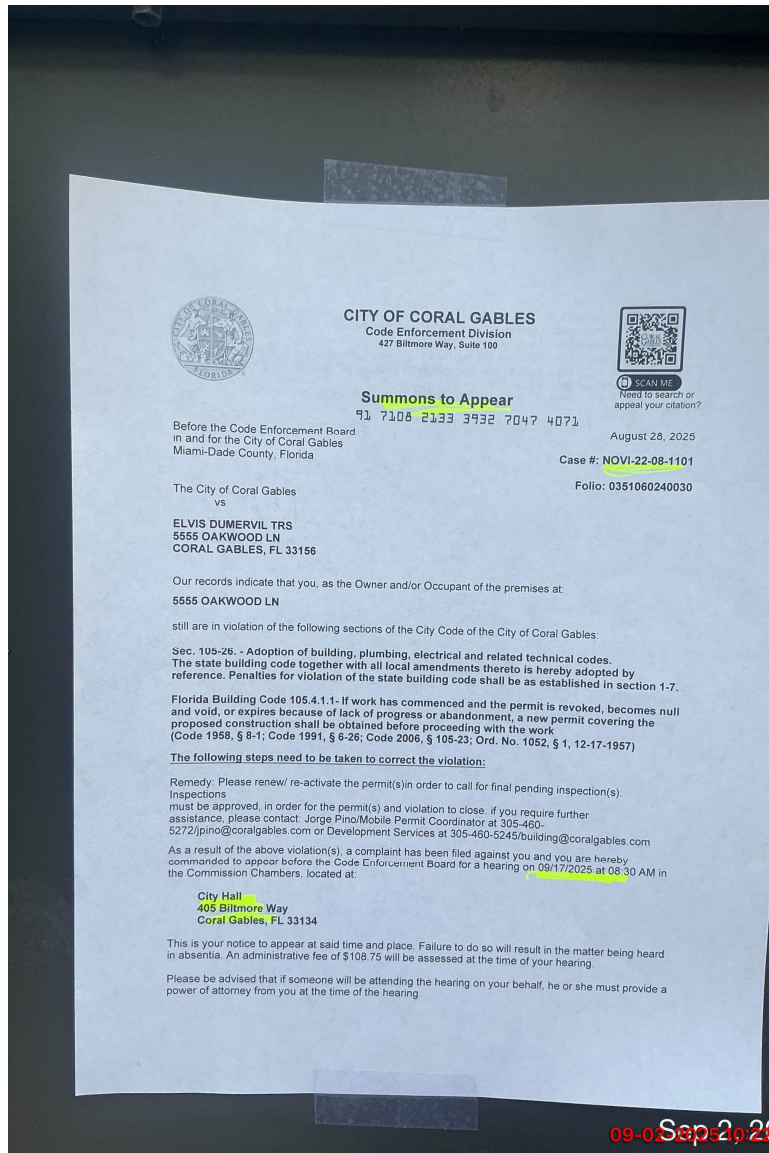 CITY OF CORAL GABLES
Code Enforcement Division
427 Biltmore Way, Suite 100
CITY OF CORAL GABLES
FLORIDA
SCAN ME
Need to search or
appeal your citation?
Summons to Appear
91 7108 2133 3932 7047 4071
Before the Code Enforcement Board
in and for the City of Coral Gables
Miami-Dade County, Florida
August 28, 2025
Case #: NOVI-22-08-1101
Folio: 0351060240030
The City of Coral Gables
vs
ELVIS DUMERVIL TRS
5555 OAKWOOD LN
CORAL GABLES, FL 33156
Our records indicate that you, as the Owner and/or Occupant of the premises at:
5555 OAKWOOD LN
still are in violation of the following sections of the City Code of the City of Coral Gables:
Sec. 105-26. - Adoption of building, plumbing, electrical and related technical codes.
The state building code together with all local amendments thereto is hereby adopted by
reference. Penalties for violation of the state building code shall be as established in section 1-7.
Florida Building Code 105.4.1.1- If work has commenced and the permit is revoked, becomes null
and void, or expires because of lack of progress or abandonment, a new permit covering the
proposed construction shall be obtained before proceeding with the work
(Code 1958, § 8-1; Code 1991, § 6-26; Code 2006, § 105-23; Ord. No. 1052, § 1, 12-17-1957)
The following steps need to be taken to correct the violation:
Remedy: Please renew/ re-activate the permit(s)in order to call for final pending inspection(s).
Inspections
must be approved, in order for the permit(s) and violation to close. if you require further
assistance, please contact: Jorge Pino/Mobile Permit Coordinator at 305-460-
5272/jpino@coralgables.com or Development Services at 305-460-5245/building@coralgables.com
As a result of the above violation(s), a complaint has been filed against you and you are hereby
commanded to appear before the Code Enforcement Board for a hearing on 09/17/2025 at 08:30 AM in
the Commission Chambers, located at:
City Hall
405 Biltmore Way
Coral Gables, FL 33134
This is your notice to appear at said time and place. Failure to do so will result in the matter being heard
in absentia. An administrative fee of $108.75 will be assessed at the time of your hearing.
Please be advised that if someone will be attending the hearing on your behalf, he or she must provide a
power of attorney from you at the time of the hearing.
Sep 2, 20
09-02-2025 10:22